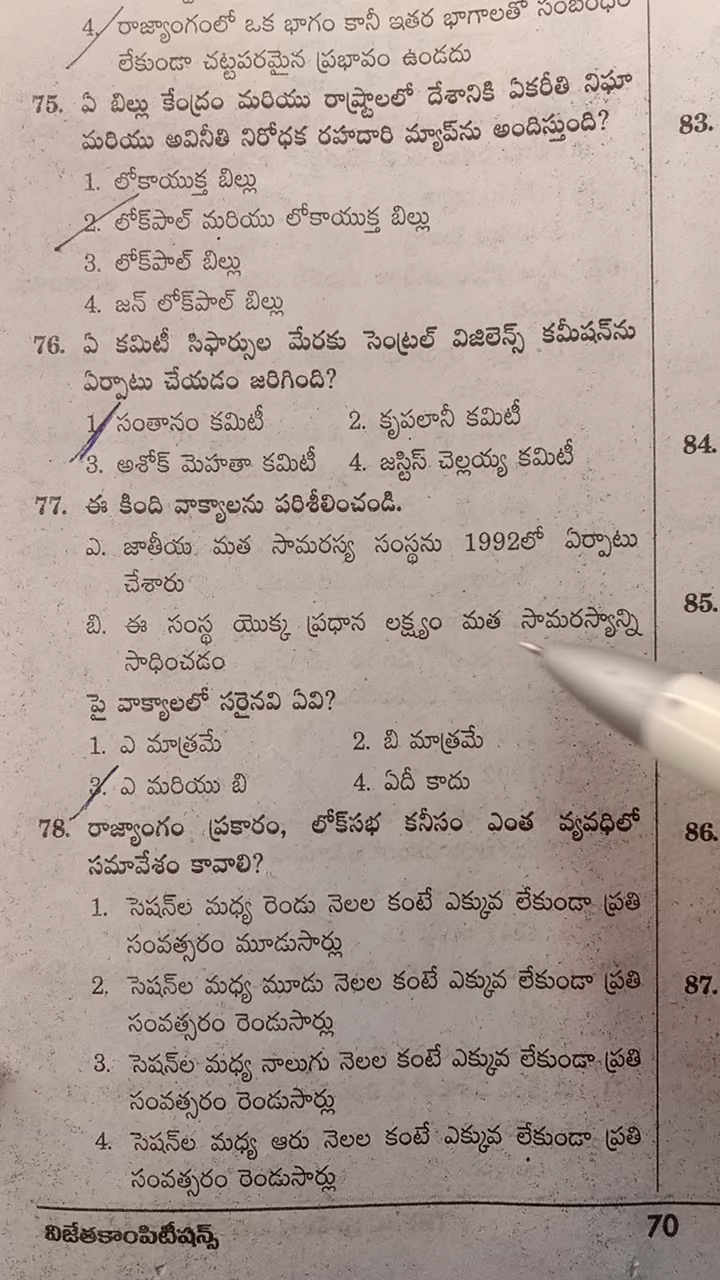 4. రాజ్యాంగంలో ఒక భాగం కానీ ఇతర భాగాలతో సంబంధం
లేకుండా చట్టపరమైన ప్రభావం ఉండదు
75. ఏ బిల్లు కేంద్రం మరియు రాష్ట్రాలలో దేశానికి ఏకరీతి నిఘా
మరియు అవినీతి నిరోధక రహదారి మ్యాప్‌ను అందిస్తుంది?
1. లోకాయుక్త బిల్లు
2. లోక్‌పాల్ మరియు లోకాయుక్త బిల్లు
3. లోక్‌పాల్ బిల్లు
4. జన్ లోక్‌పాల్ బిల్లు
76. ఏ కమిటీ సిఫార్సుల మేరకు సెంట్రల్ విజిలెన్స్ కమీషన్‌ను
ఏర్పాటు చేయడం జరిగింది?
1. సంతానం కమిటీ 2. కృపలానీ కమిటీ
3. అశోక్ మెహతా కమిటీ 4. జస్టిస్ చెల్లయ్య కమిటీ
77. ఈ కింది వాక్యాలను పరిశీలించండి.
ఎ. జాతీయ మత సామరస్య సంస్థను 1992లో ఏర్పాటు
చేశారు
బి. ఈ సంస్థ యొక్క ప్రధాన లక్ష్యం మత సామరస్యాన్ని
సాధించడం
పై వాక్యాలలో సరైనవి ఏవి?
1. ఎ మాత్రమే 2. బి మాత్రమే
3. ఎ మరియు బి 4. ఏదీ కాదు
78. రాజ్యాంగం ప్రకారం, లోక్‌సభ కనీసం ఎంత వ్యవధిలో
సమావేశం కావాలి?
1. సెషన్‌ల మధ్య రెండు నెలల కంటే ఎక్కువ లేకుండా ప్రతి
సంవత్సరం మూడుసార్లు
2. సెషన్‌ల మధ్య మూడు నెలల కంటే ఎక్కువ లేకుండా ప్రతి
సంవత్సరం రెండుసార్లు
3. సెషన్‌ల మధ్య నాలుగు నెలల కంటే ఎక్కువ లేకుండా ప్రతి
సంవత్సరం రెండుసార్లు
4. సెషన్‌ల మధ్య ఆరు నెలల కంటే ఎక్కువ లేకుండా ప్రతి
సంవత్సరం రెండుసార్లు
విజేతకాంపిటీషన్స్ 70
83.
84.
85.
86.
87.